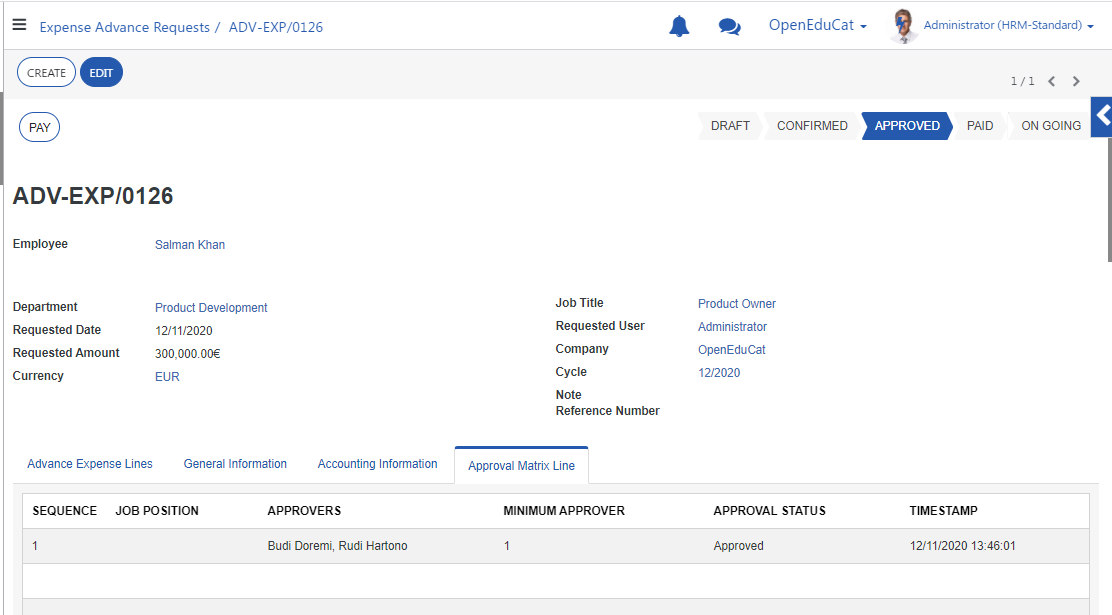 Expense Advance Requests / ADV-EXP/0126
OpenEduCat
Administrator (HRM-Standard)
CREATE EDIT
1 / 1
PAY
DRAFT CONFIRMED APPROVED PAID ON GOING
ADV-EXP/0126
Employee Salman Khan
Department Product Development
Requested Date 12/11/2020
Requested Amount 300,000.00€
Currency EUR
Job Title Product Owner
Requested User Administrator
Company OpenEduCat
Cycle 12/2020
Note
Reference Number
Advance Expense Lines General Information Accounting Information Approval Matrix Line
SEQUENCE JOB POSITION APPROVERS MINIMUM APPROVER APPROVAL STATUS TIMESTAMP
1 Budi Doremi, Rudi Hartono 1 Approved 12/11/2020 13:46:01